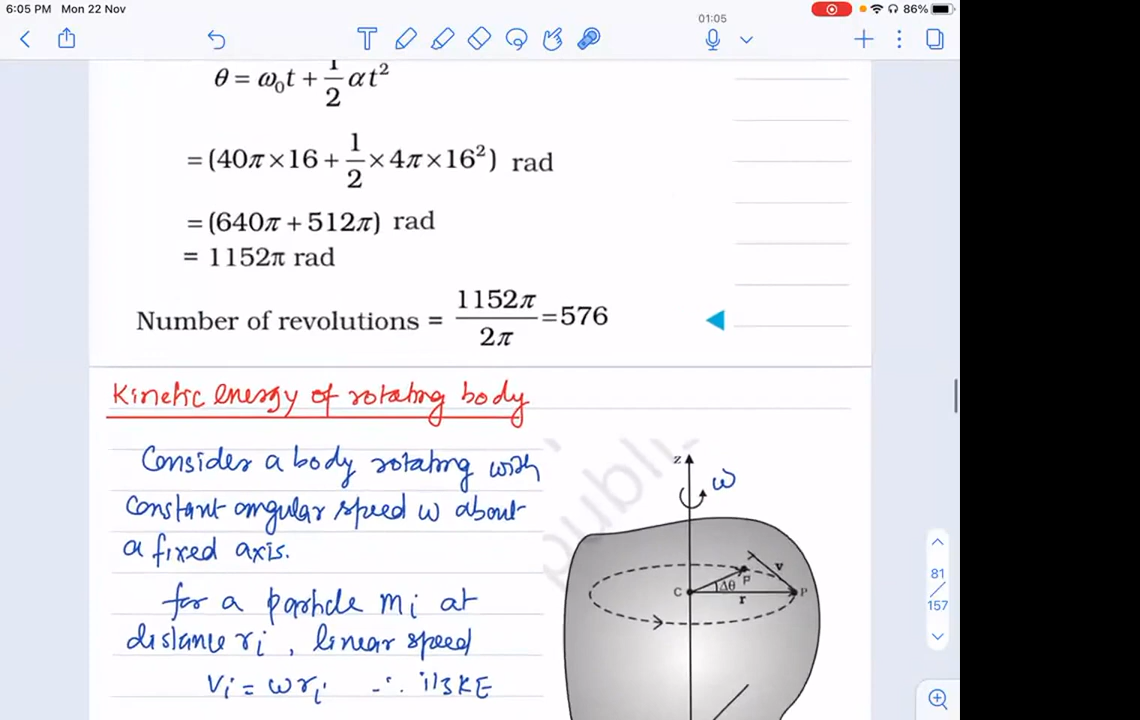 6:05 PM Mon 22 Nov
86%
01:05
θ = ω₀t + 1/2 αt²
= (40π×16 + 1/2 × 4π×16²) rad
= (640π + 512π) rad
= 1152π rad
Number of revolutions = 1152π/2π = 576
Kinetic energy of rotating body
Consider a body rotating with
constant angular speed ω about
a fixed axis.
for a particle mi at
distance ri, linear speed
Vi = ωri ∴ its KE
z
ω
v
P'
Δθ
C
r
P
publi
81
157